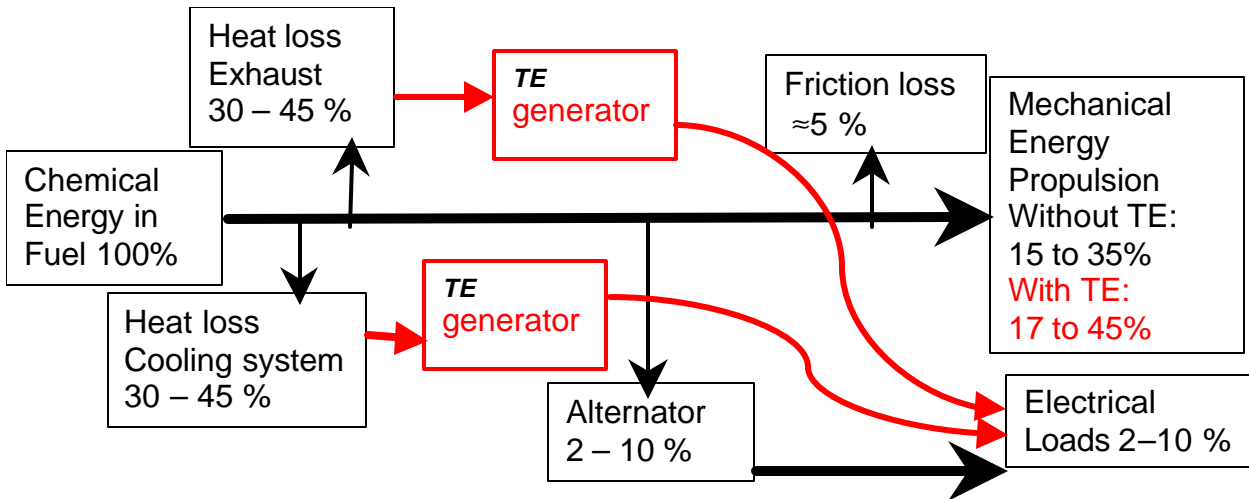 Heat loss
Exhaust
30 – 45 %
TE
generator
Friction loss
≈5 %
Mechanical
Energy
Propulsion
Without TE:
15 to 35%
With TE:
17 to 45%
Chemical
Energy in
Fuel 100%
TE
generator
Heat loss
Cooling system
30 – 45 %
Alternator
2 – 10 %
Electrical
Loads 2–10 %